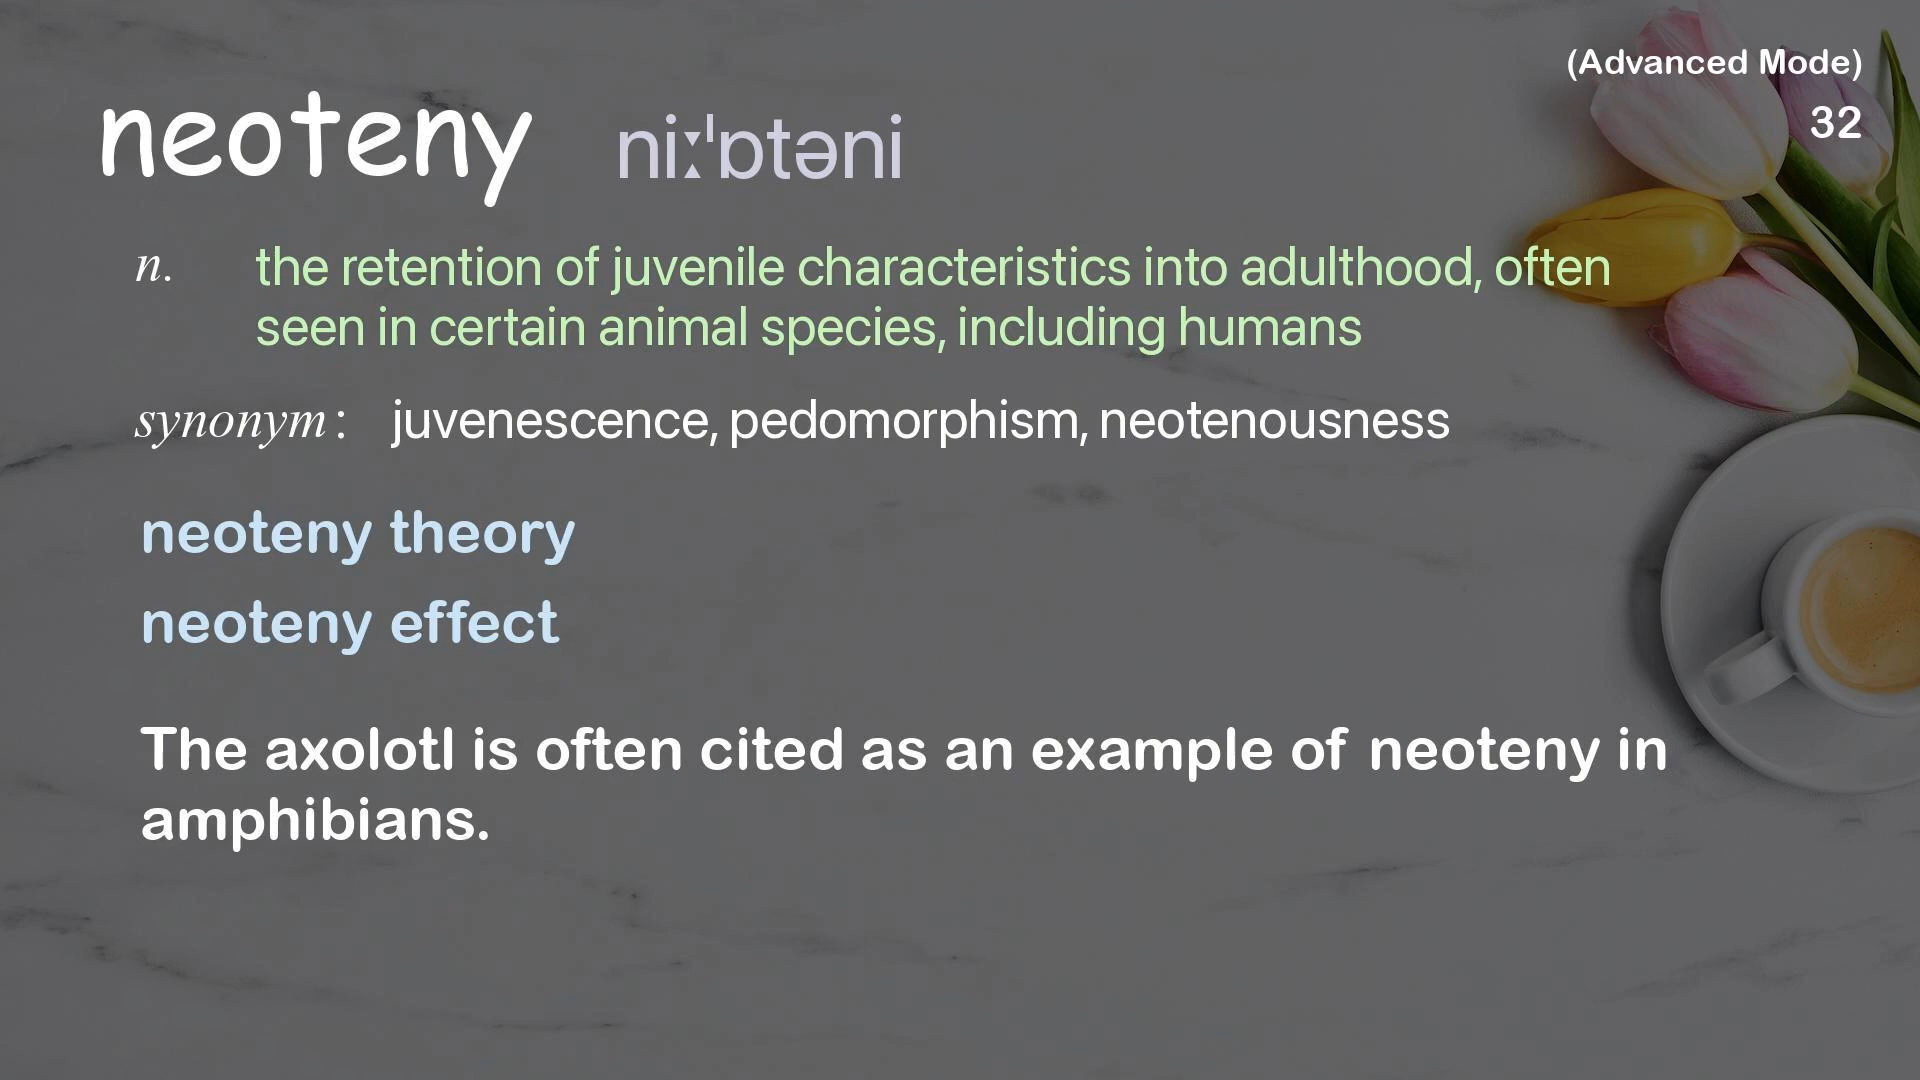 (Advanced Mode)
32
neoteny niːˈɒtəni
n. the retention of juvenile characteristics into adulthood, often
seen in certain animal species, including humans
synonym : juvenescence, pedomorphism, neotenousness
neoteny theory
neoteny effect
The axolotl is often cited as an example of neoteny in
amphibians.